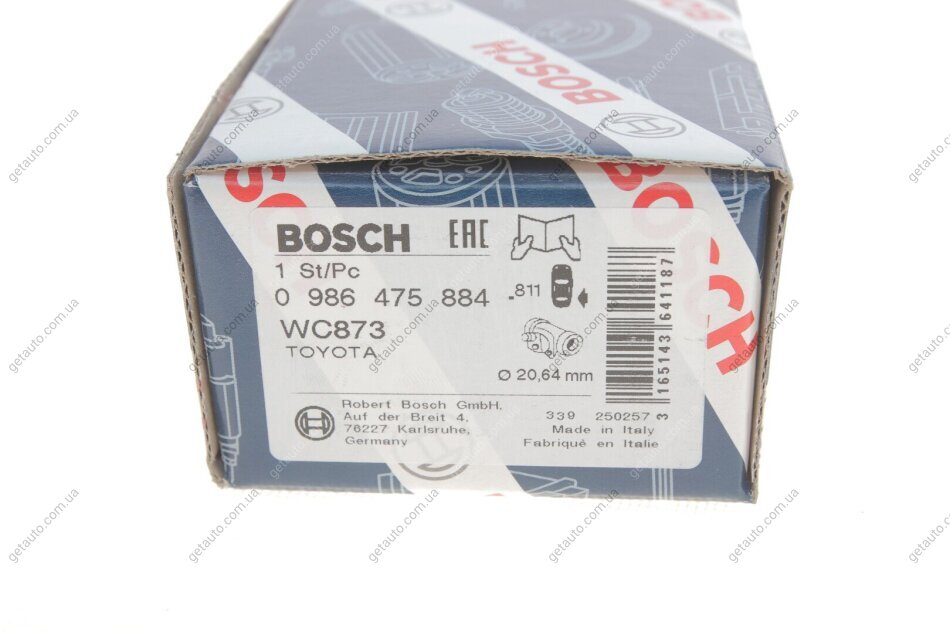 BOSCH
BOSCH
BOSCH EAC
1 St/Pc
0 986 475 884
-811
WC873
TOYOTA
Ø 20,64 mm
3 165143 641187
Robert Bosch GmbH,
Auf der Breit 4,
76227 Karlsruhe,
Germany
339 250257
Made in Italy
Fabriqué en Italie
getauto.com.ua